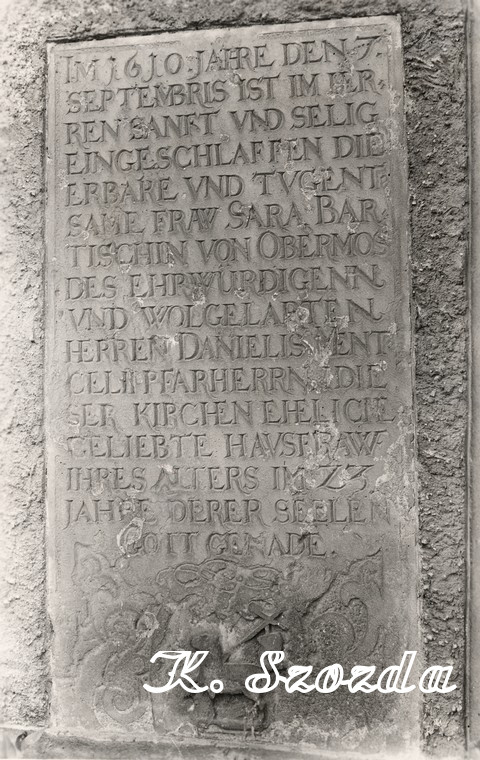 IM 1610. JAHRE DEN 7.
SEPTEMBRIS IST IM HER,
REN SANFT VND SELIG
EINGESCHLAFFEN DIE
ERBARE VND TVGENT,
SAME FRAW SARA BAR,
TISCHIN VON OBERMOS
DES EHRWÜRDIGENN
VND WOLGELARTEN
HERREN DANIELIS WENT
CELII PFARHERRN DIE
SER KIRCHEN EHELICHE
GELIEBTE HAVSFRAW
IHRES ALTERS IM 23.
JAHRE DERER SEELEN
GOTT GENADE.
K. Szozda